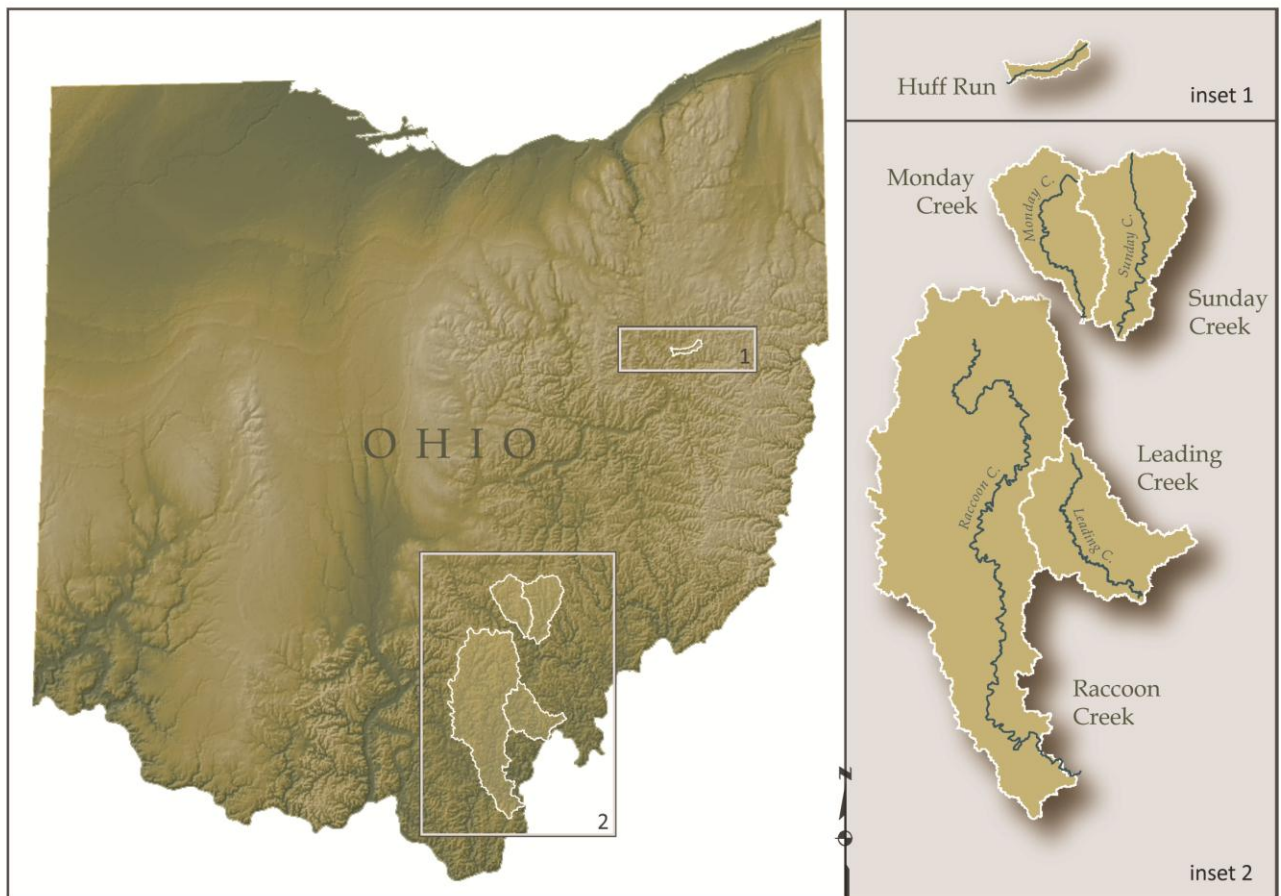 OHIO
1
2
Huff Run
inset 1
Monday
Creek
Monday C.
Sunday C.
Sunday
Creek
Leading
Creek
Raccoon C.
Leading C.
Raccoon
Creek
N
inset 2